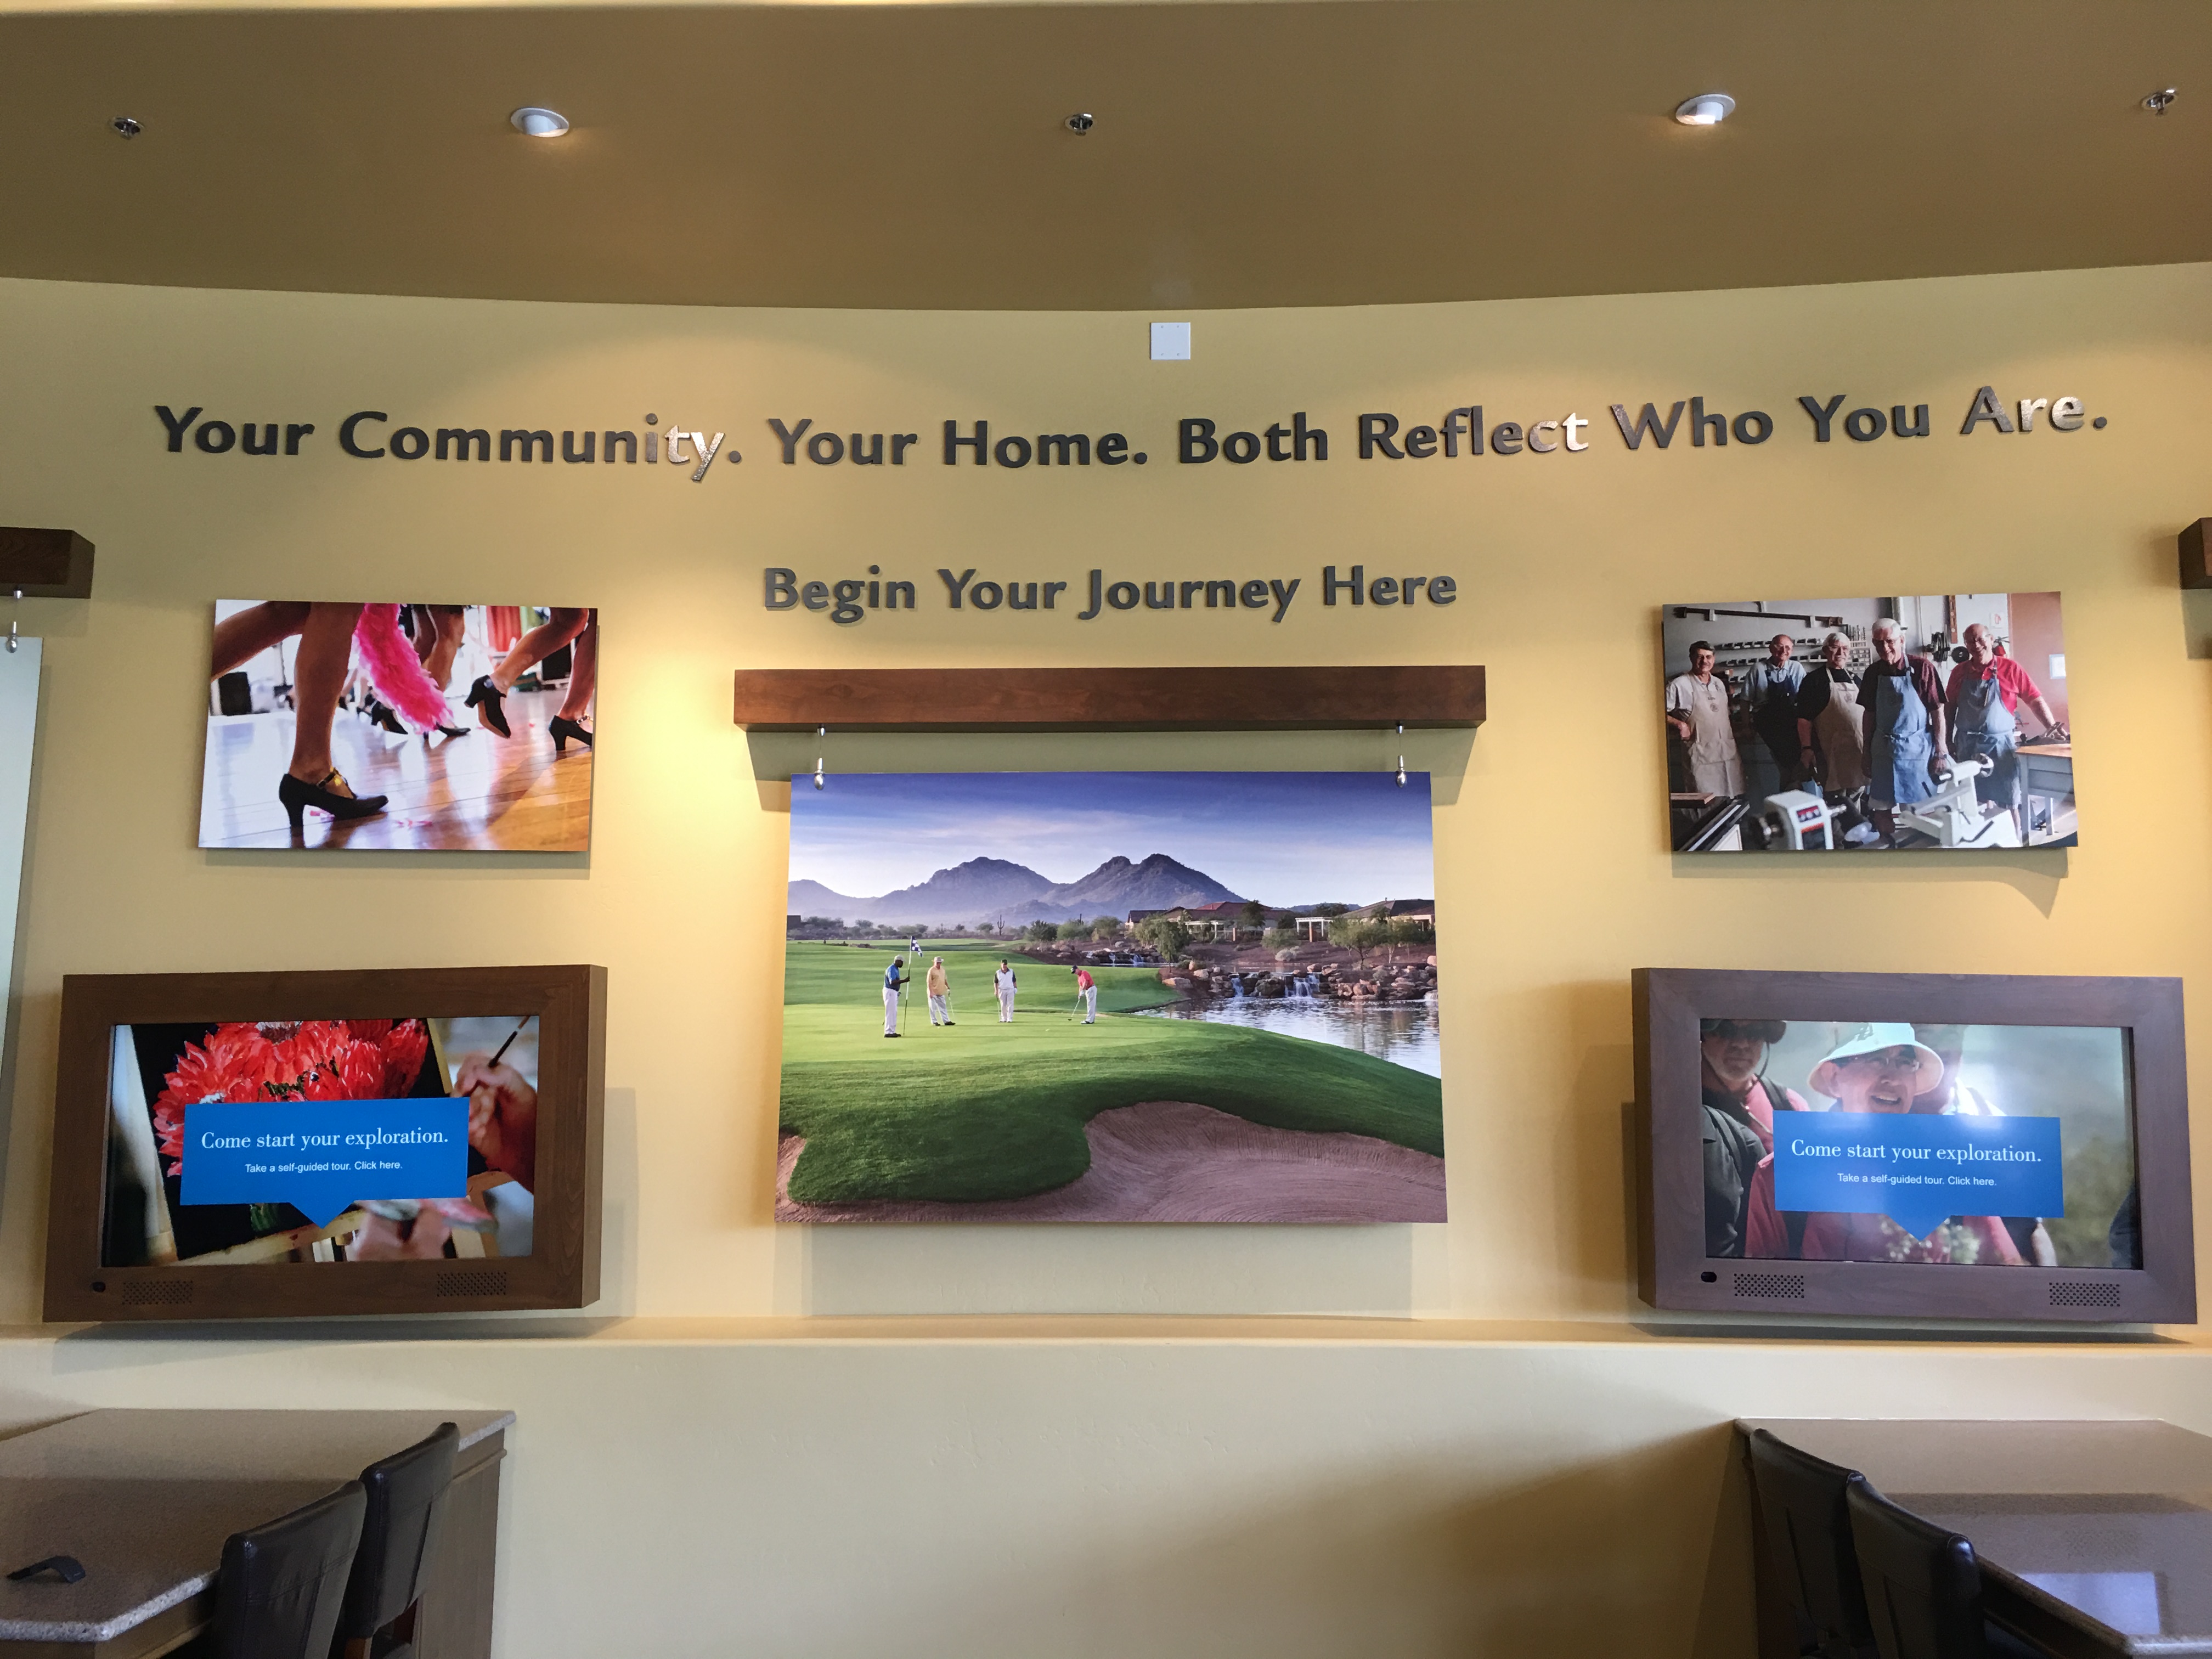 Your Community. Your Home. Both Reflect Who You Are.
Begin Your Journey Here
Come start your exploration.
Take a self-guided tour. Click here.
Come start your exploration.
Take a self-guided tour. Click here.
JET